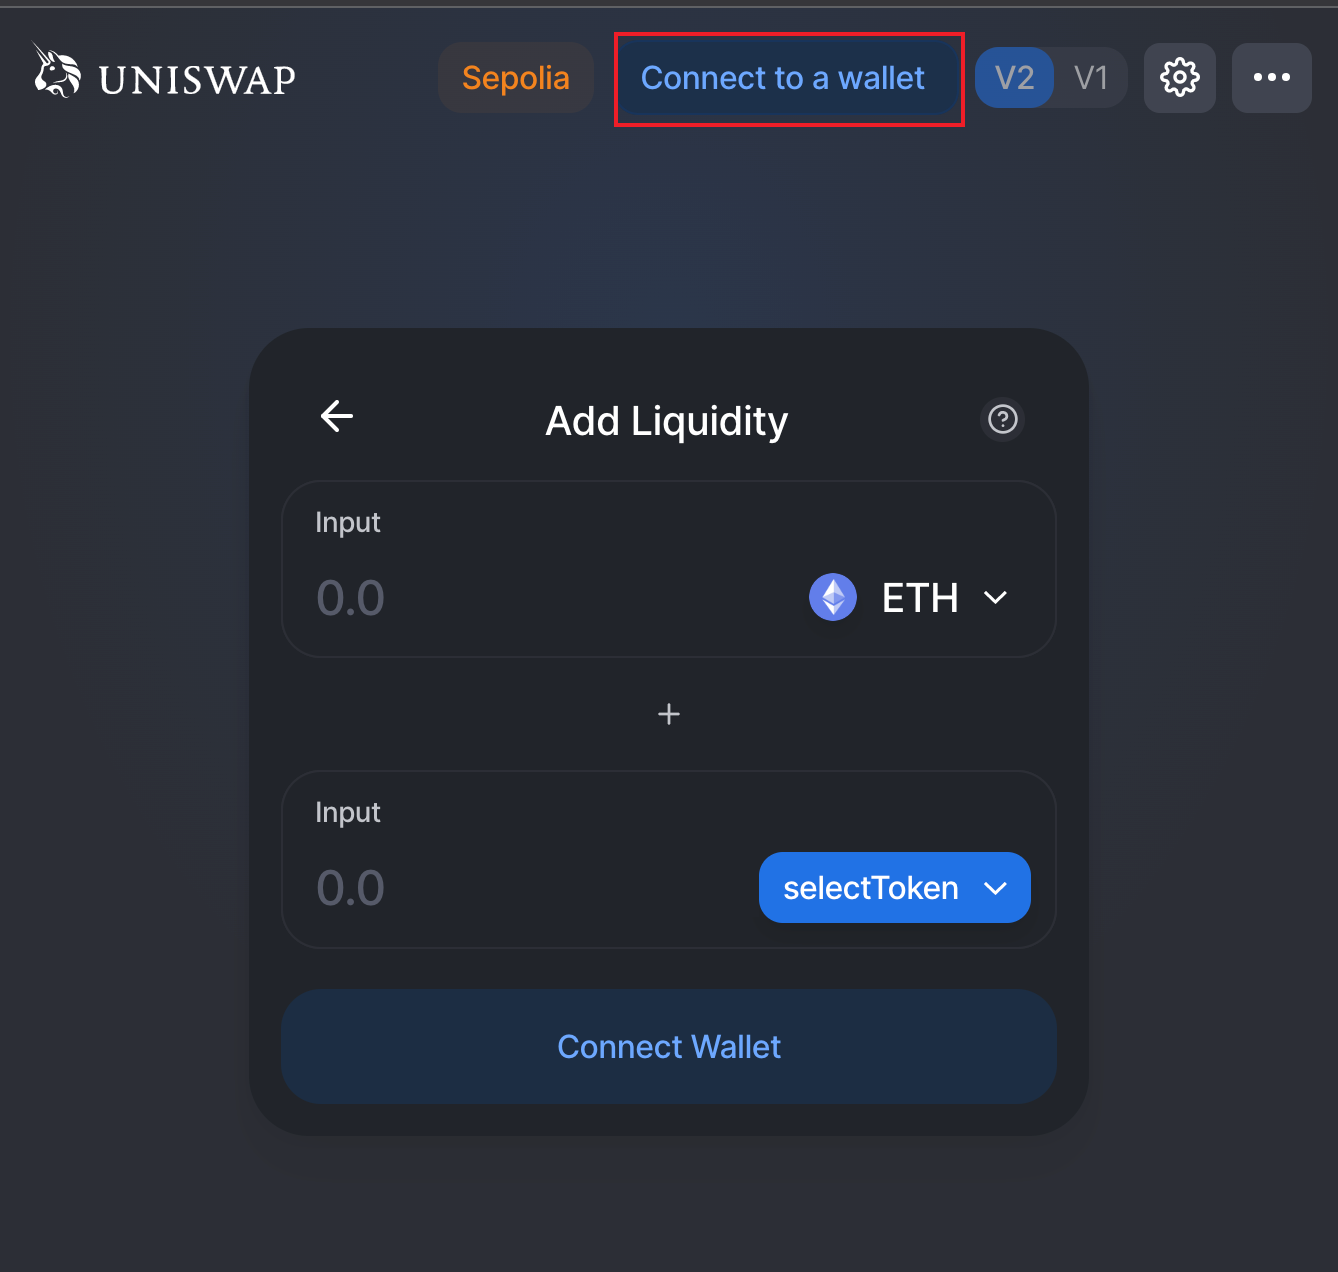 UNISWAP
Sepolia
Connect to a wallet
V2 V1
Add Liquidity
?
Input
0.0
ETH
+
Input
0.0
selectToken
Connect Wallet